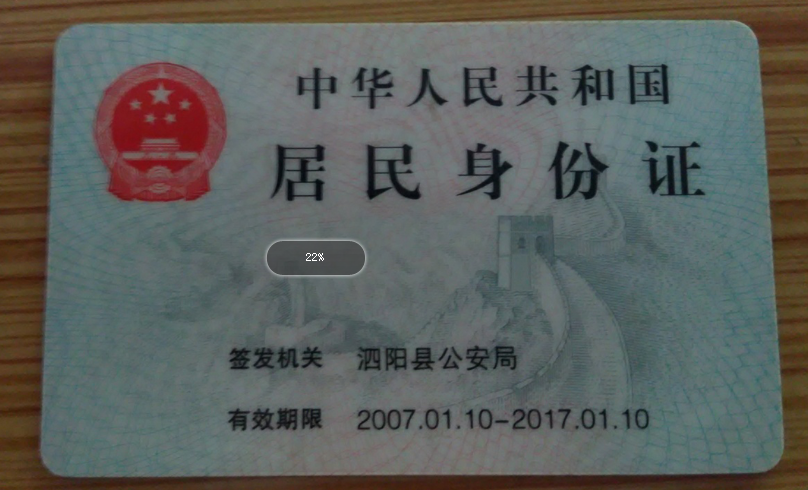 中华人民共和国
居民身份证
22%
签发机关 泗阳县公安局
有效期限 2007.01.10-2017.01.10